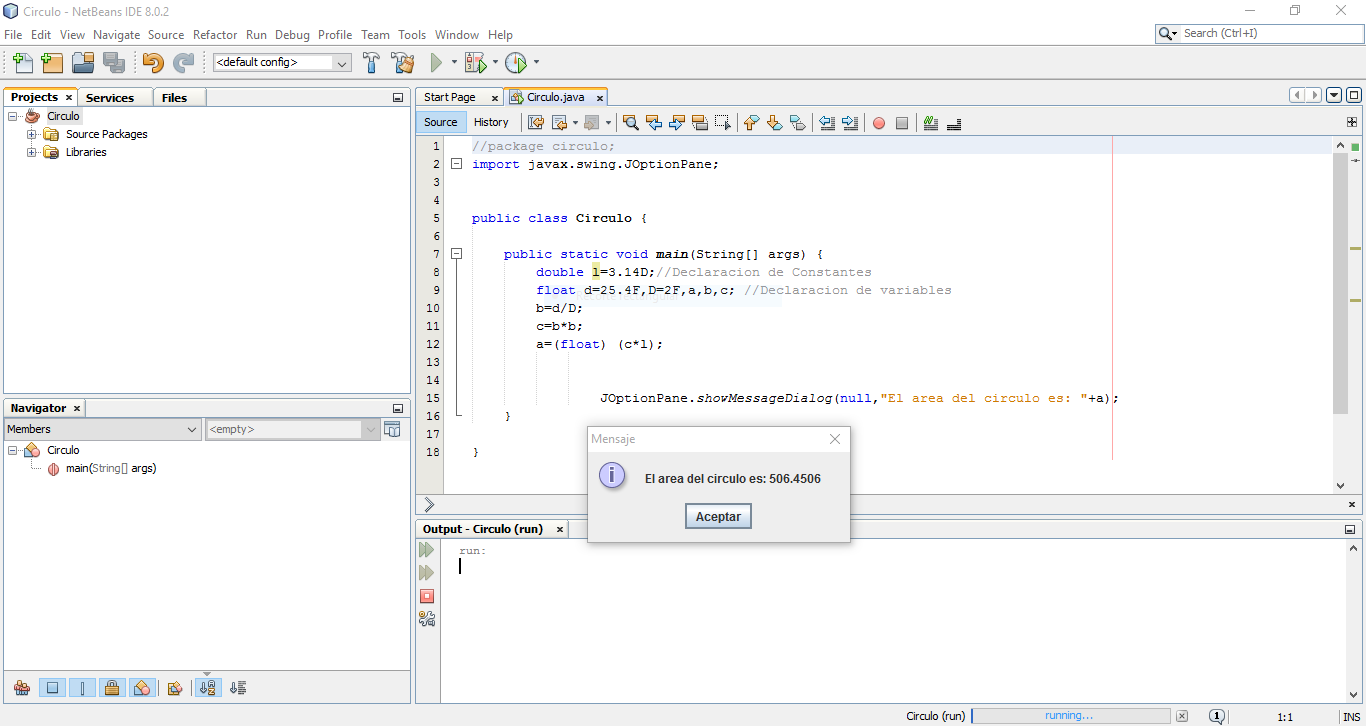 Circulo - NetBeans IDE 8.0.2
File Edit View Navigate Source Refactor Run Debug Profile Team Tools Window Help
Search (Ctrl+I)
<default config>
Projects Services Files
Circulo
Source Packages
Libraries
Navigator
Members
<empty>
Circulo
main(String[] args)
Start Page Circulo.java
Source History
1 //package circulo;
2 import javax.swing.JOptionPane;
3
4
5 public class Circulo {
6
7 public static void main(String[] args) {
8 double l=3.14D;//Declaracion de Constantes
9 float d=25.4F,D=2F,a,b,c; //Declaracion de variables
10 b=d/D;
11 c=b*b;
12 a=(float) (c*l);
13
14
15 JOptionPane.showMessageDialog(null,"El area del circulo es: "+a);
16 }
17
18 }
Mensaje
El area del circulo es: 506.4506
Aceptar
Output - Circulo (run)
run:
Circulo (run) running... 1 1:1 INS